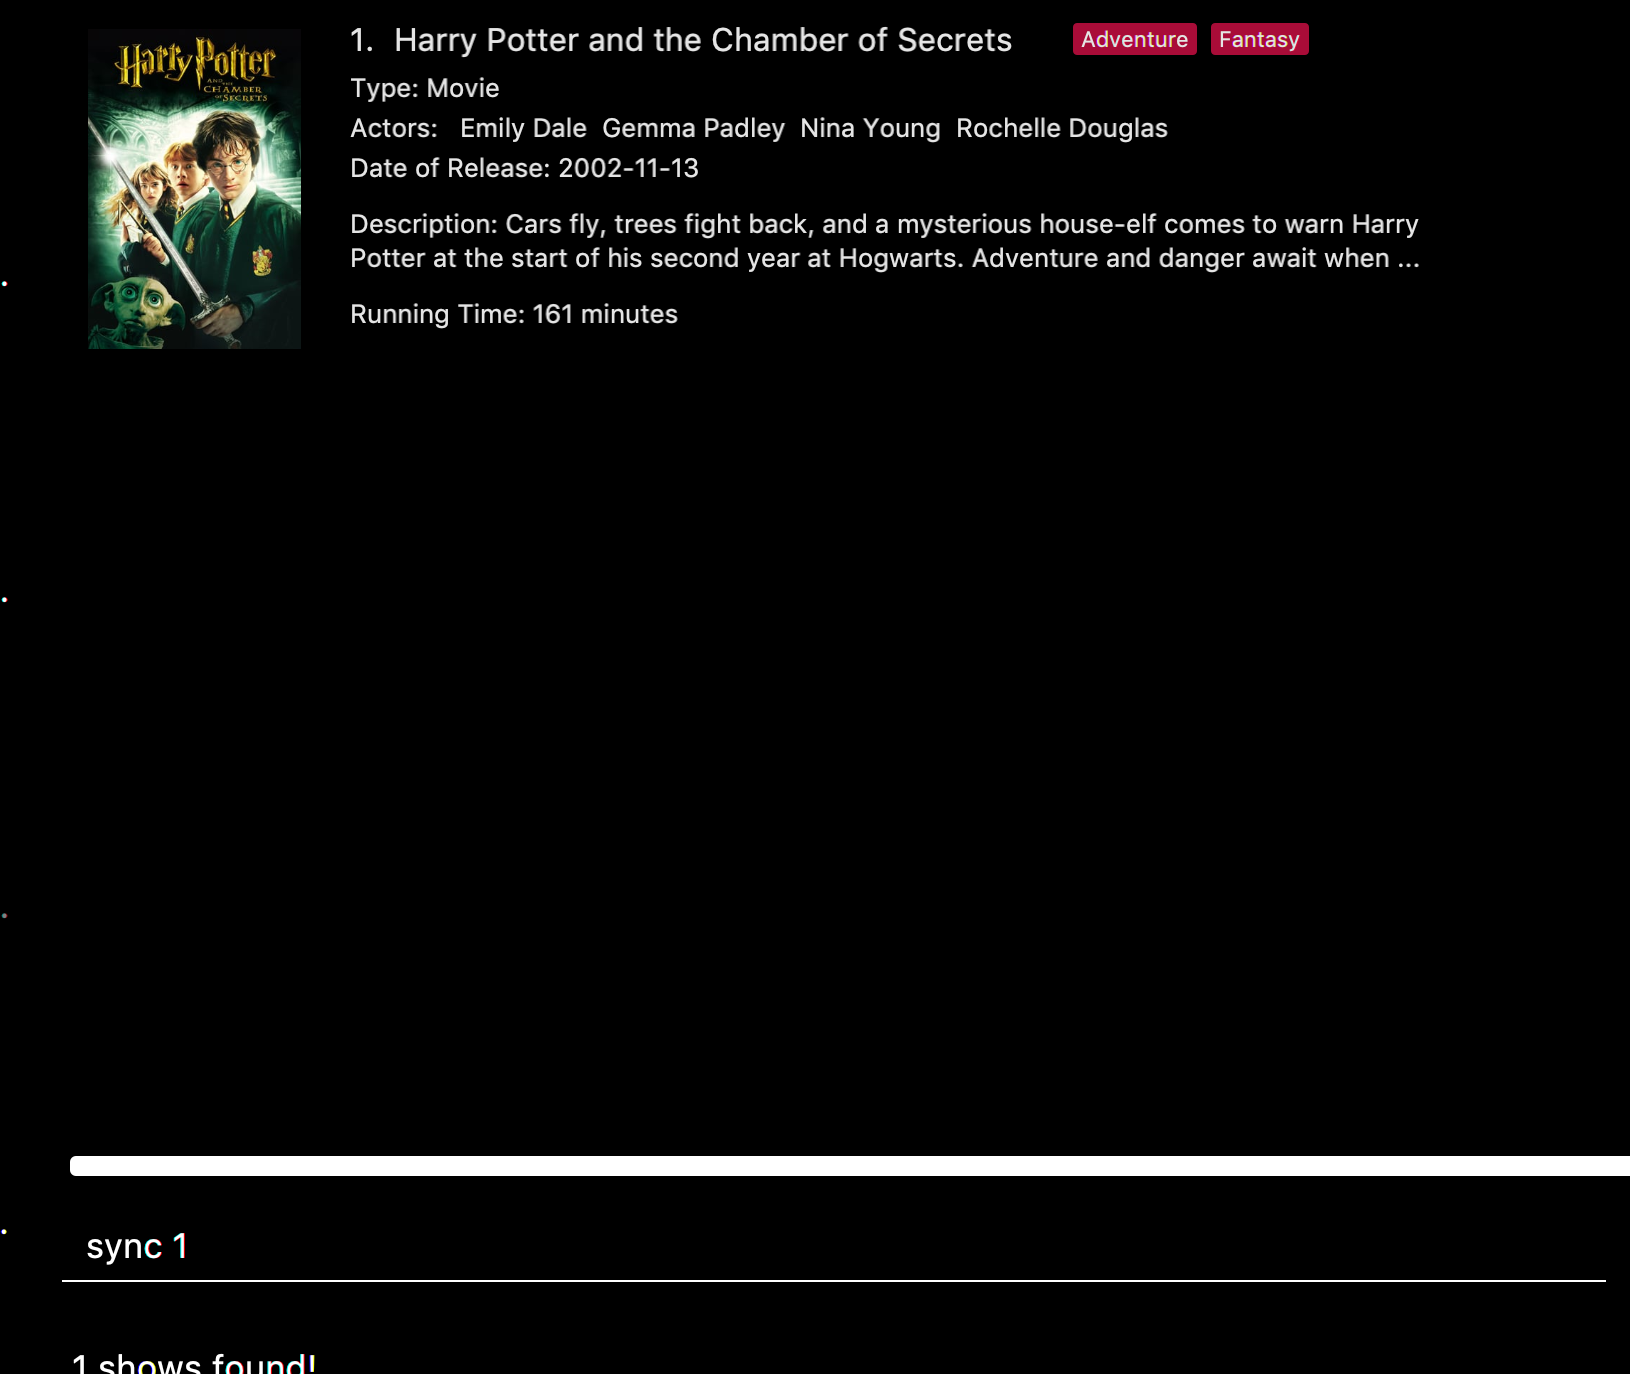 Harry Potter
AND THE
CHAMBER
OF SECRETS
1. Harry Potter and the Chamber of Secrets Adventure Fantasy
Type: Movie
Actors: Emily Dale Gemma Padley Nina Young Rochelle Douglas
Date of Release: 2002-11-13
Description: Cars fly, trees fight back, and a mysterious house-elf comes to warn Harry
Potter at the start of his second year at Hogwarts. Adventure and danger await when ...
Running Time: 161 minutes
sync 1
1 shows found!